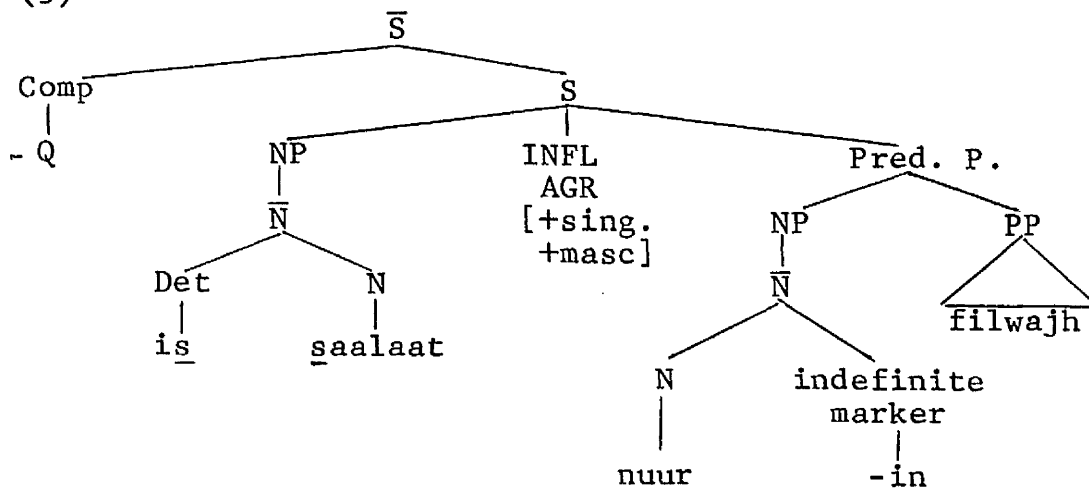 (5)
S̅
Comp S
- Q NP INFL Pred. P.
AGR
N̅ [+sing. NP PP
+masc]
Det N N̅ filwajh
is̲ s̲aalaat
N indefinite
marker
nuur -in